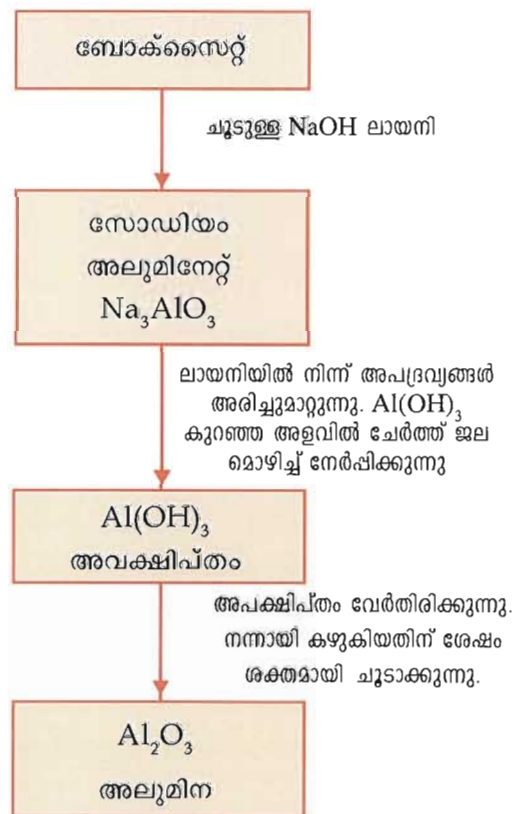 ബോക്സൈറ്റ്
ചൂടുള്ള NaOH ലായനി
സോഡിയം
അലുമിനേറ്റ്
Na₃AlO₃
ലായനിയിൽ നിന്ന് അപദ്രവ്യങ്ങൾ
അരിച്ചുമാറ്റുന്നു. Al(OH)₃
കുറഞ്ഞ അളവിൽ ചേർത്ത് ജല
മൊഴിച്ച് നേർപ്പിക്കുന്നു
Al(OH)₃
അവക്ഷിപ്തം
അപക്ഷിപ്തം വേർതിരിക്കുന്നു.
നന്നായി കഴുകിയതിന് ശേഷം
ശക്തമായി ചൂടാക്കുന്നു.
Al₂O₃
അലുമിന